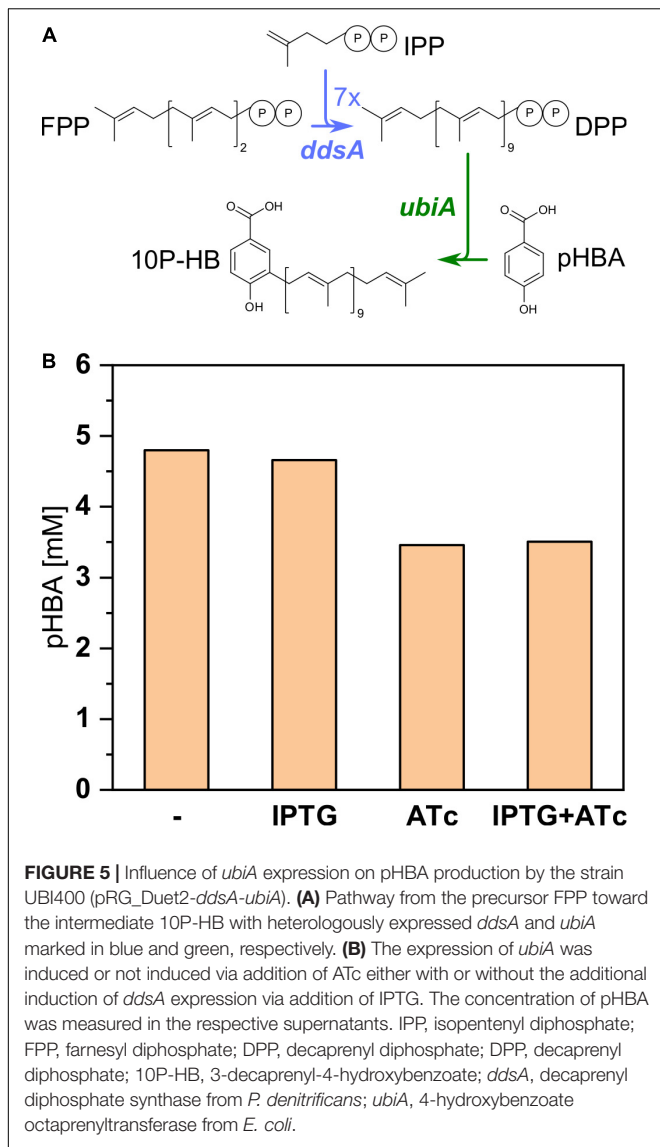 A
P P IPP
7x
FPP [ ]2 P P
ddsA
[ ]9 P P DPP
ubiA
O OH
10P-HB
OH
[ ]9
O OH
pHBA
OH
B
pHBA [mM]
6
5
4
3
2
1
0
- IPTG ATc IPTG+ATc
FIGURE 5 | Influence of ubiA expression on pHBA production by the strain
UBI400 (pRG_Duet2-ddsA-ubiA). (A) Pathway from the precursor FPP toward
the intermediate 10P-HB with heterologously expressed ddsA and ubiA
marked in blue and green, respectively. (B) The expression of ubiA was
induced or not induced via addition of ATc either with or without the additional
induction of ddsA expression via addition of IPTG. The concentration of pHBA
was measured in the respective supernatants. IPP, isopentenyl diphosphate;
FPP, farnesyl diphosphate; DPP, decaprenyl diphosphate; DPP, decaprenyl
diphosphate; 10P-HB, 3-decaprenyl-4-hydroxybenzoate; ddsA, decaprenyl
diphosphate synthase from P. denitrificans; ubiA, 4-hydroxybenzoate
octaprenyltransferase from E. coli.